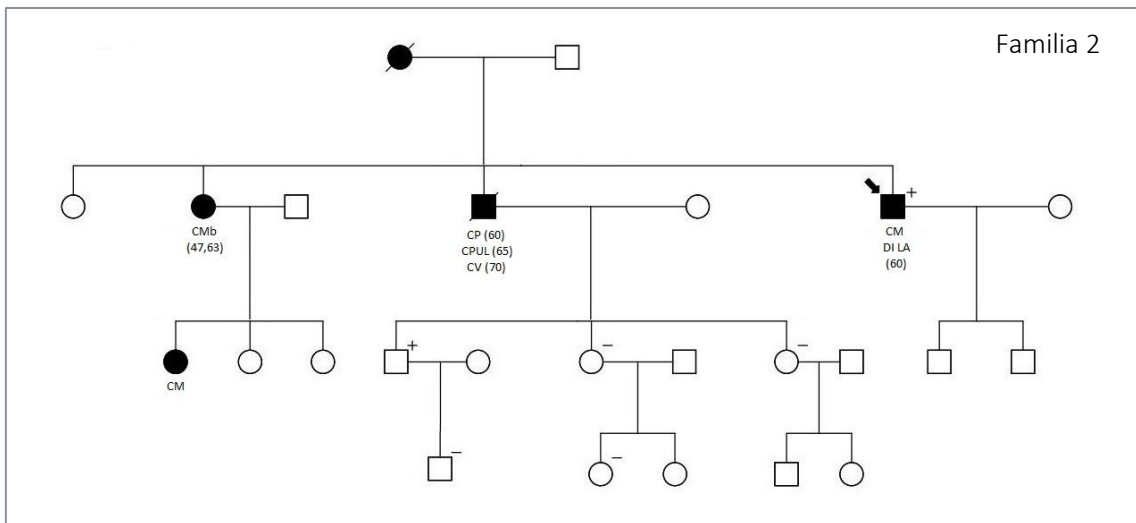 Familia 2
+
CMb
(47,63)
CP (60)
CPUL (65)
CV (70)
CM
DI LA
(60)
+
−
−
CM
−
−